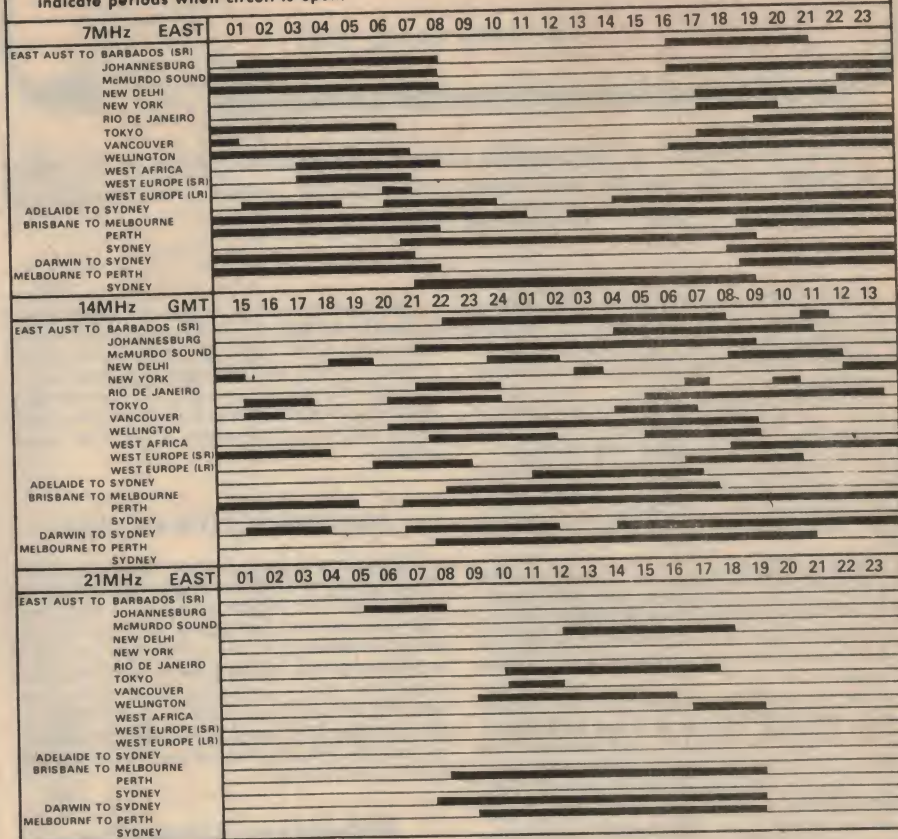 indicate periods when circuit is open.
7MHz EAST 01 02 03 04 05 06 07 08 09 10 11 12 13 14 15 16 17 18 19 20 21 22 23
EAST AUST TO BARBADOS (SR)
JOHANNESBURG
McMURDO SOUND
NEW DELHI
NEW YORK
RIO DE JANEIRO
TOKYO
VANCOUVER
WELLINGTON
WEST AFRICA
WEST EUROPE (SR)
WEST EUROPE (LR)
ADELAIDE TO SYDNEY
BRISBANE TO MELBOURNE
PERTH
SYDNEY
DARWIN TO SYDNEY
MELBOURNE TO PERTH
SYDNEY
14MHz GMT 15 16 17 18 19 20 21 22 23 24 01 02 03 04 05 06 07 08 09 10 11 12 13
EAST AUST TO BARBADOS (SR)
JOHANNESBURG
McMURDO SOUND
NEW DELHI
NEW YORK
RIO DE JANEIRO
TOKYO
VANCOUVER
WELLINGTON
WEST AFRICA
WEST EUROPE (SR)
WEST EUROPE (LR)
ADELAIDE TO SYDNEY
BRISBANE TO MELBOURNE
PERTH
SYDNEY
DARWIN TO SYDNEY
MELBOURNE TO PERTH
SYDNEY
21MHz EAST 01 02 03 04 05 06 07 08 09 10 11 12 13 14 15 16 17 18 19 20 21 22 23
EAST AUST TO BARBADOS (SR)
JOHANNESBURG
McMURDO SOUND
NEW DELHI
NEW YORK
RIO DE JANEIRO
TOKYO
VANCOUVER
WELLINGTON
WEST AFRICA
WEST EUROPE (SR)
WEST EUROPE (LR)
ADELAIDE TO SYDNEY
BRISBANE TO MELBOURNE
PERTH
SYDNEY
DARWIN TO SYDNEY
MELBOURNE TO PERTH
SYDNEY